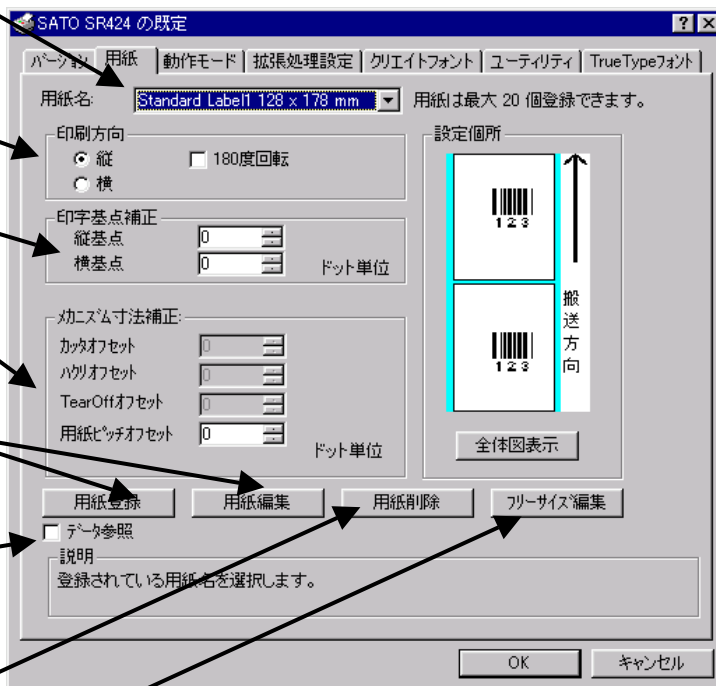 SATO SR424 の既定
バージョン 用紙 動作モード 拡張処理設定 クリエイトフォント ユーティリティ TrueTypeフォント
用紙名: Standard Label1 128 x 178 mm 用紙は最大 20 個登録できます。
印刷方向
縦 180度回転
横
印字基点補正
縦基点 0
横基点 0 ドット単位
メカニズム寸法補正:
カッタオフセット 0
ハクリオフセット 0
TearOffオフセット 0
用紙ピッチオフセット 0 ドット単位
設定個所
1 2 3
1 2 3
搬送方向
全体図表示
用紙登録 用紙編集 用紙削除 フリーサイズ編集
データ参照
説明
登録されている用紙名を選択します。
OK キャンセル